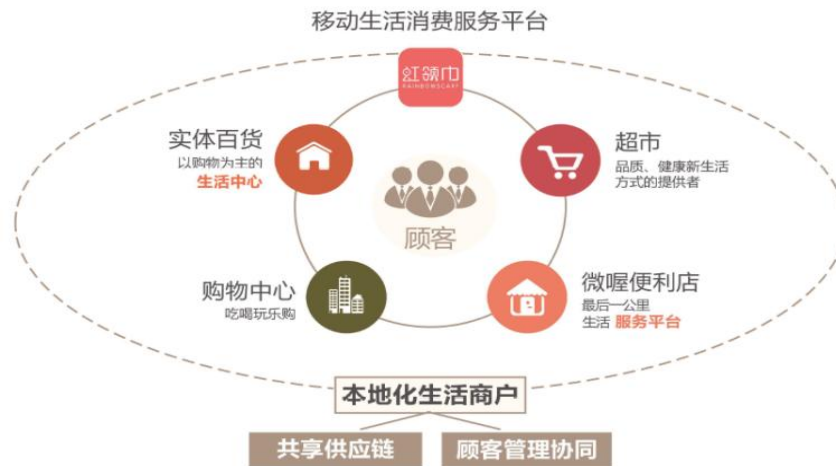 移动生活消费服务平台
虹领巾
RAINBOWSCARF
实体百货
以购物为主的
生活中心
超市
品质、健康新生活
方式的提供者
顾客
购物中心
吃喝玩乐购
微喔便利店
最后一公里
生活 服务平台
本地化生活商户
共享供应链
顾客管理协同